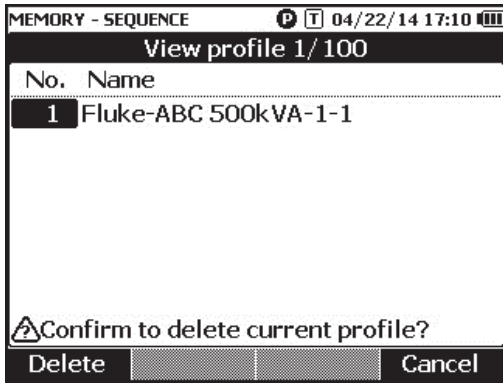 MEMORY - SEQUENCE P T 04/22/14 17:10
View profile 1/100
No. Name
1 Fluke-ABC 500kVA-1-1
?Confirm to delete current profile?
Delete Cancel